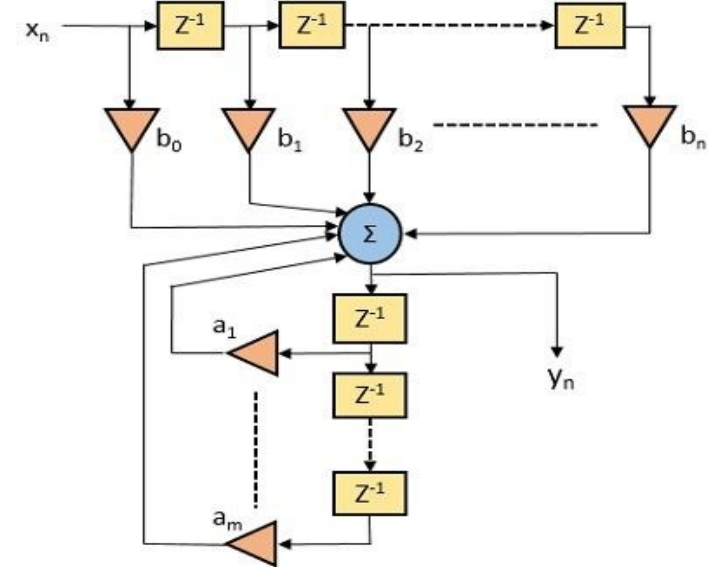 xₙ Z⁻¹ Z⁻¹ Z⁻¹
b₀ b₁ b₂ bₙ
Σ
Z⁻¹
a₁
Z⁻¹
yₙ
Z⁻¹
aₘ